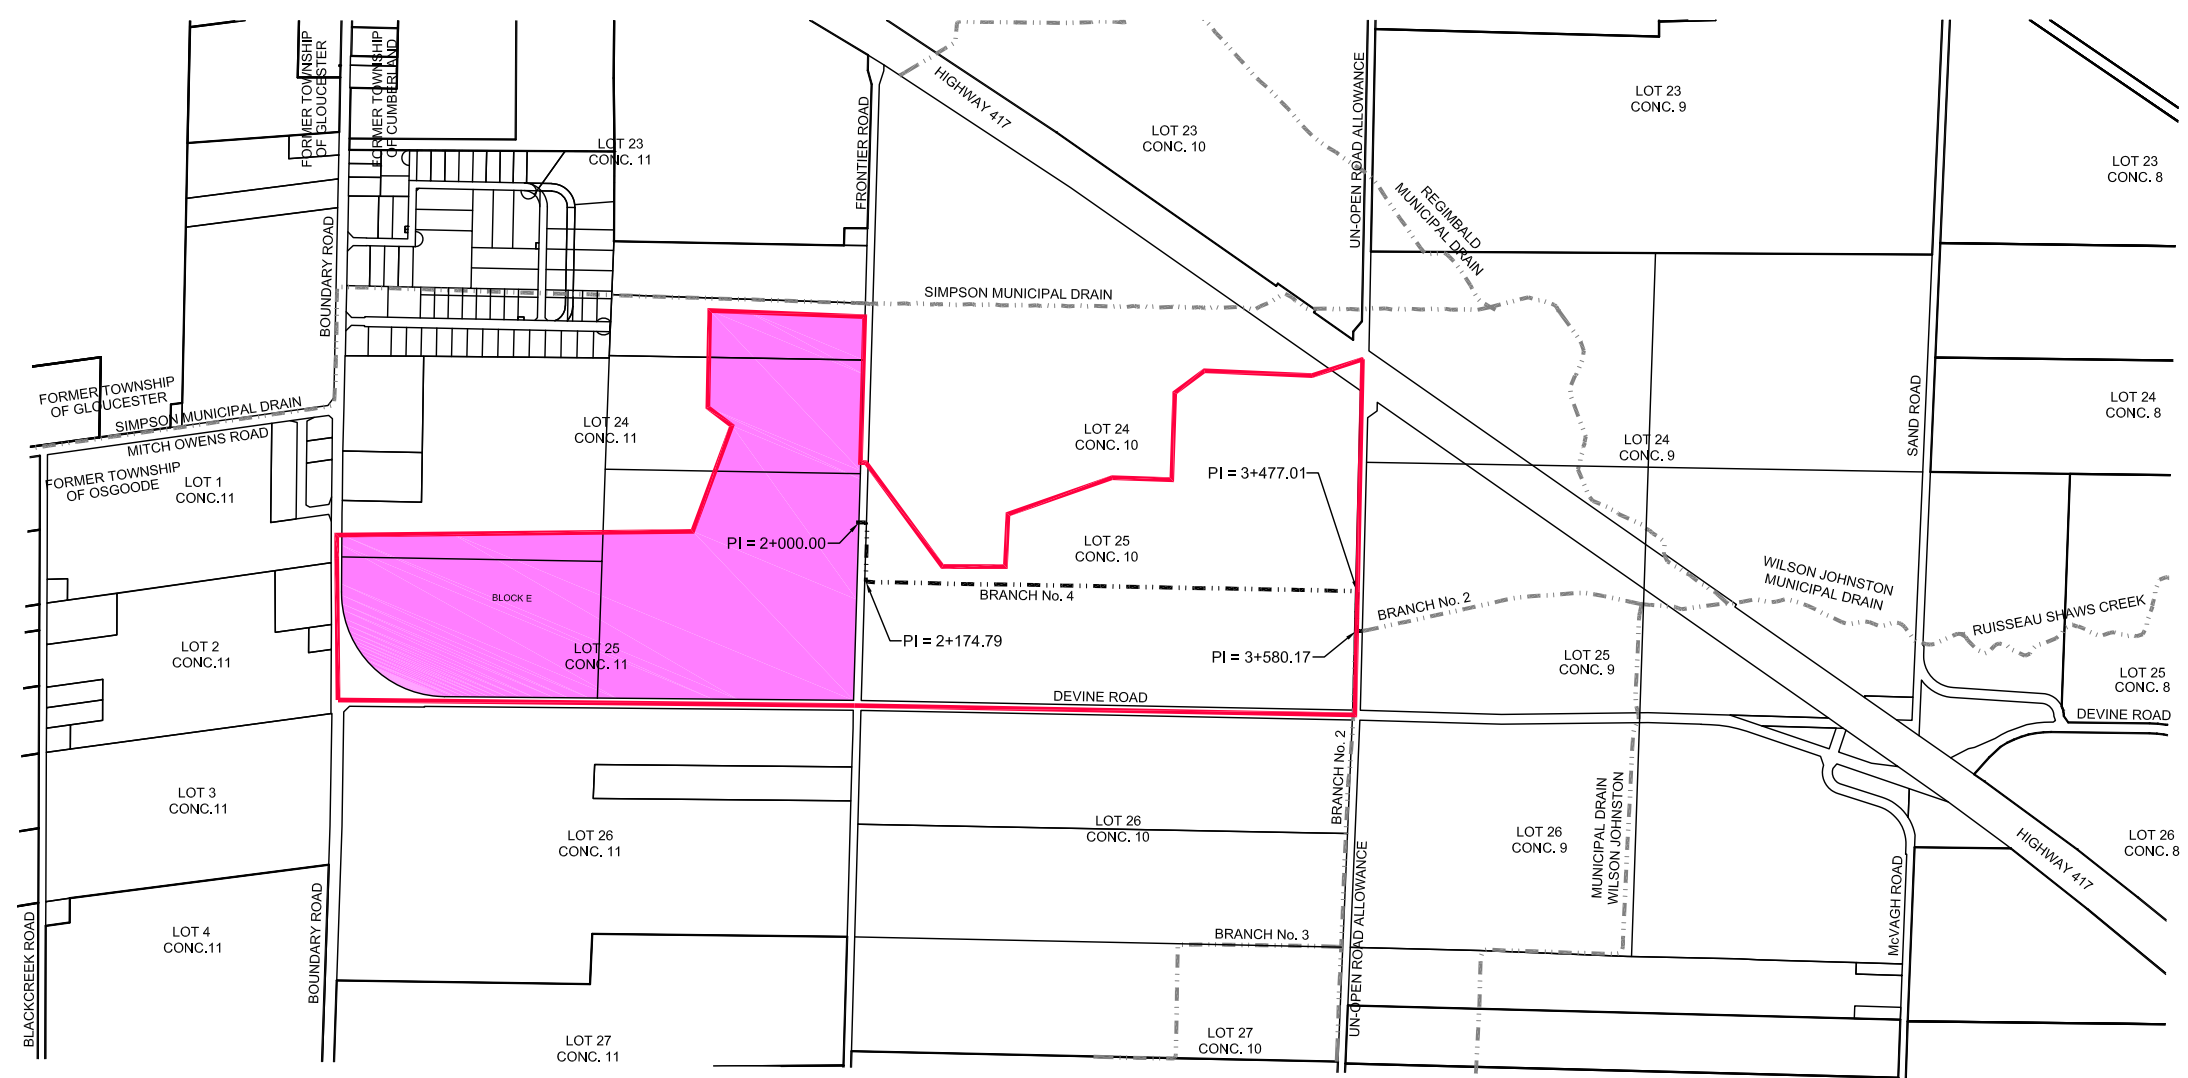 FORMER TOWNSHIP
OF GLOUCESTER
FORMER TOWNSHIP
OF CUMBERLAND
LOT 23
CONC. 11
FRONTIER ROAD
HIGHWAY 417
LOT 23
CONC. 10
UN-OPEN ROAD ALLOWANCE
LOT 23
CONC. 9
LOT 23
CONC. 8
REGIMBALD
MUNICIPAL DRAIN
BOUNDARY ROAD
SIMPSON MUNICIPAL DRAIN
FORMER TOWNSHIP
OF GLOUCESTER
SIMPSON MUNICIPAL DRAIN
MITCH OWENS ROAD
FORMER TOWNSHIP
OF OSGOODE
LOT 1
CONC.11
LOT 24
CONC. 11
LOT 24
CONC. 10
LOT 24
CONC. 9
SAND ROAD
LOT 24
CONC. 8
PI = 3+477.01
PI = 2+000.00
LOT 25
CONC. 10
BRANCH No. 4
BLOCK E
LOT 25
CONC. 11
PI = 2+174.79
PI = 3+580.17
BRANCH No. 2
WILSON JOHNSTON
MUNICIPAL DRAIN
RUISSEAU SHAWS CREEK
LOT 2
CONC.11
LOT 25
CONC. 9
LOT 25
CONC. 8
DEVINE ROAD
DEVINE ROAD
LOT 3
CONC.11
LOT 26
CONC. 11
LOT 26
CONC. 10
BRANCH No. 2
LOT 26
CONC. 9
MUNICIPAL DRAIN
WILSON JOHNSTON
HIGHWAY 417
LOT 26
CONC. 8
BLACKCREEK ROAD
LOT 4
CONC.11
BOUNDARY ROAD
BRANCH No. 3
UN-OPEN ROAD ALLOWANCE
McVAGH ROAD
LOT 27
CONC. 11
LOT 27
CONC. 10